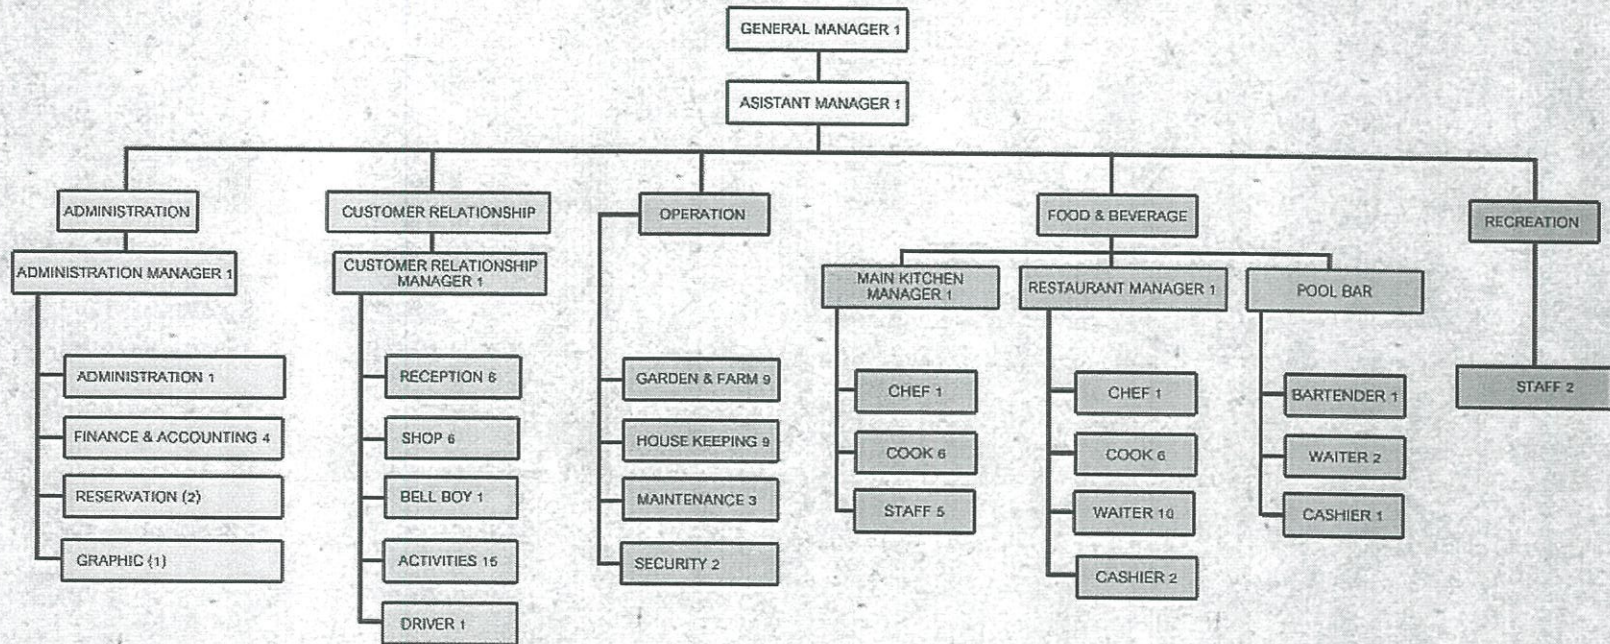 GENERAL MANAGER 1
ASISTANT MANAGER 1
ADMINISTRATION
CUSTOMER RELATIONSHIP
OPERATION
FOOD & BEVERAGE
RECREATION
ADMINISTRATION MANAGER 1
CUSTOMER RELATIONSHIP
MANAGER 1
MAIN KITCHEN
MANAGER 1
RESTAURANT MANAGER 1
POOL BAR
ADMINISTRATION 1
FINANCE & ACCOUNTING 4
RESERVATION (2)
GRAPHIC (1)
RECEPTION 6
SHOP 6
BELL BOY 1
ACTIVITIES 15
DRIVER 1
GARDEN & FARM 9
HOUSE KEEPING 9
MAINTENANCE 3
SECURITY 2
CHEF 1
COOK 6
STAFF 5
CHEF 1
COOK 6
WAITER 10
CASHIER 2
BARTENDER 1
WAITER 2
CASHIER 1
STAFF 2